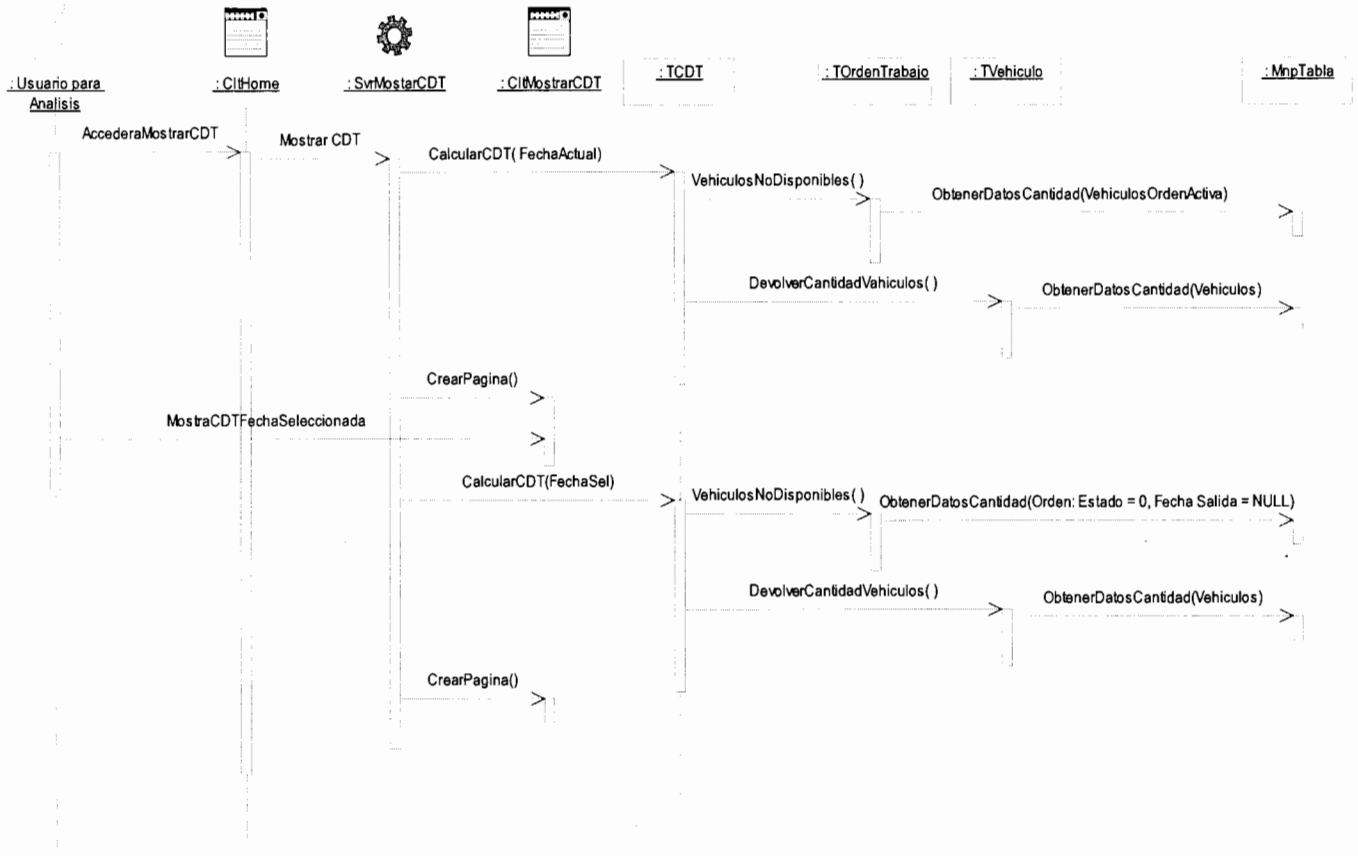 : Usuario para
Analisis
: CltHome
: SvrMostarCDT
: CltMostrarCDT
: TCDT
: TOrdenTrabajo
: TVehiculo
: MnpTabla
AccederaMostrarCDT
Mostrar CDT
CalcularCDT( FechaActual)
VehiculosNoDisponibles( )
ObtenerDatosCantidad(VehiculosOrdenActiva)
DevolverCantidadVahiculos( )
ObtenerDatosCantidad(Vehiculos)
CrearPagina()
MostraCDTFechaSeleccionada
CalcularCDT(FechaSel)
VehiculosNoDisponibles( )
ObtenerDatosCantidad(Orden: Estado = 0, Fecha Salida = NULL)
DevolverCantidadVehiculos( )
ObtenerDatosCantidad(Vehiculos)
CrearPagina()